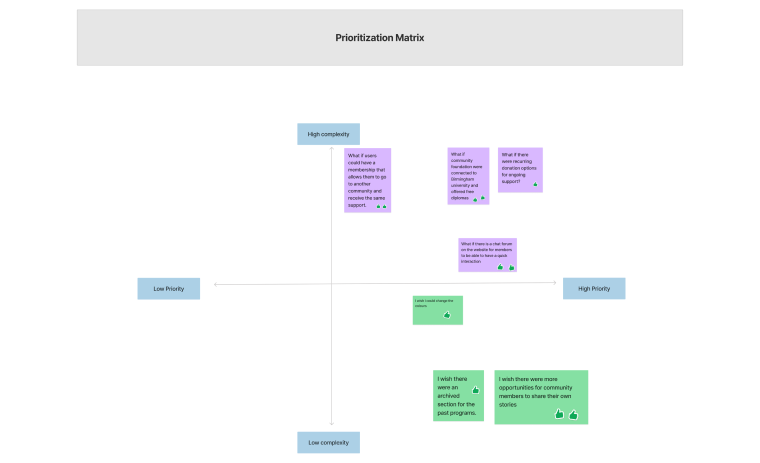 Prioritization Matrix
High complexity
What if users
could have a
membership that
allows them to go
to another
community and
receive the same
support.
What if
community
foundation were
connected to
Birmingham
university and
offered free
diplomas
What if there
were recurring
donation options
for ongoing
support?
What if there is a chat forum
on the website for members
to be able to have a quick
interaction
Low Priority
High Priority
I wish I could change the
colours
I wish there
were an
archived
section for the
past programs.
I wish there were more
opportunities for community
members to share their own
stories
Low complexity